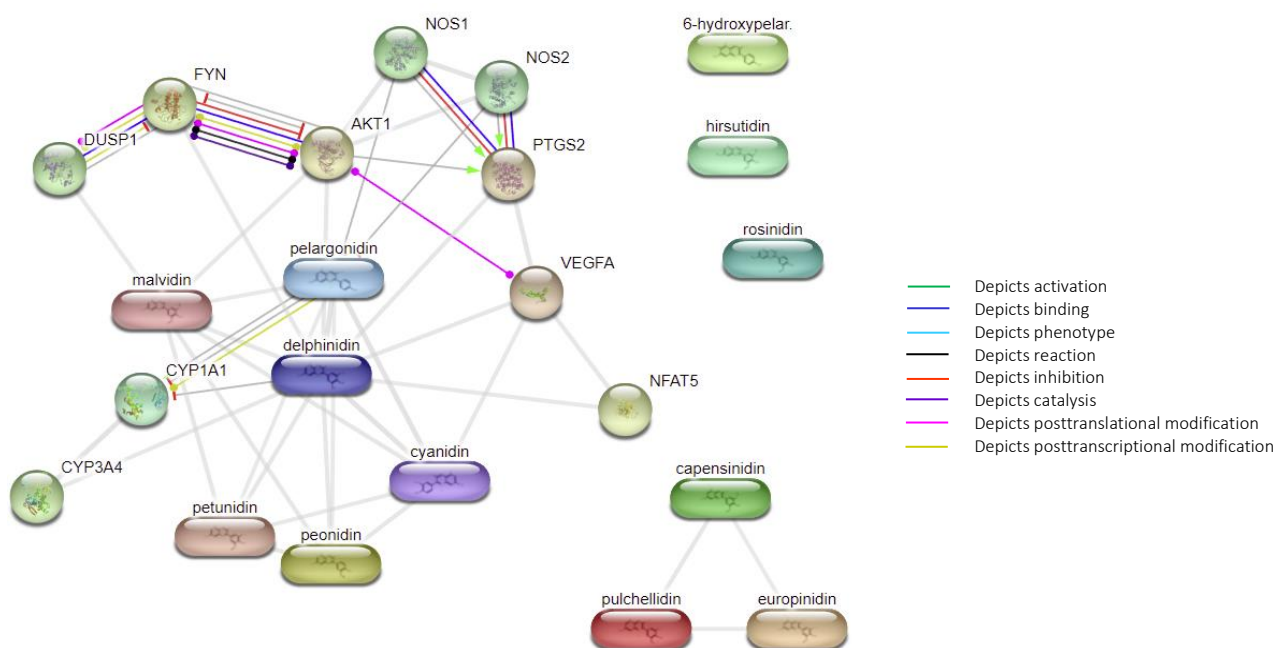 NOS1
6-hydroxypelar.
NOS2
FYN
AKT1
hirsutidin
DUSP1
PTGS2
rosinidin
pelargonidin
VEGFA
malvidin
delphinidin
CYP1A1
NFAT5
cyanidin
CYP3A4
capensinidin
petunidin
peonidin
pulchellidin
europinidin
Depicts activation
Depicts binding
Depicts phenotype
Depicts reaction
Depicts inhibition
Depicts catalysis
Depicts posttranslational modification
Depicts posttranscriptional modification